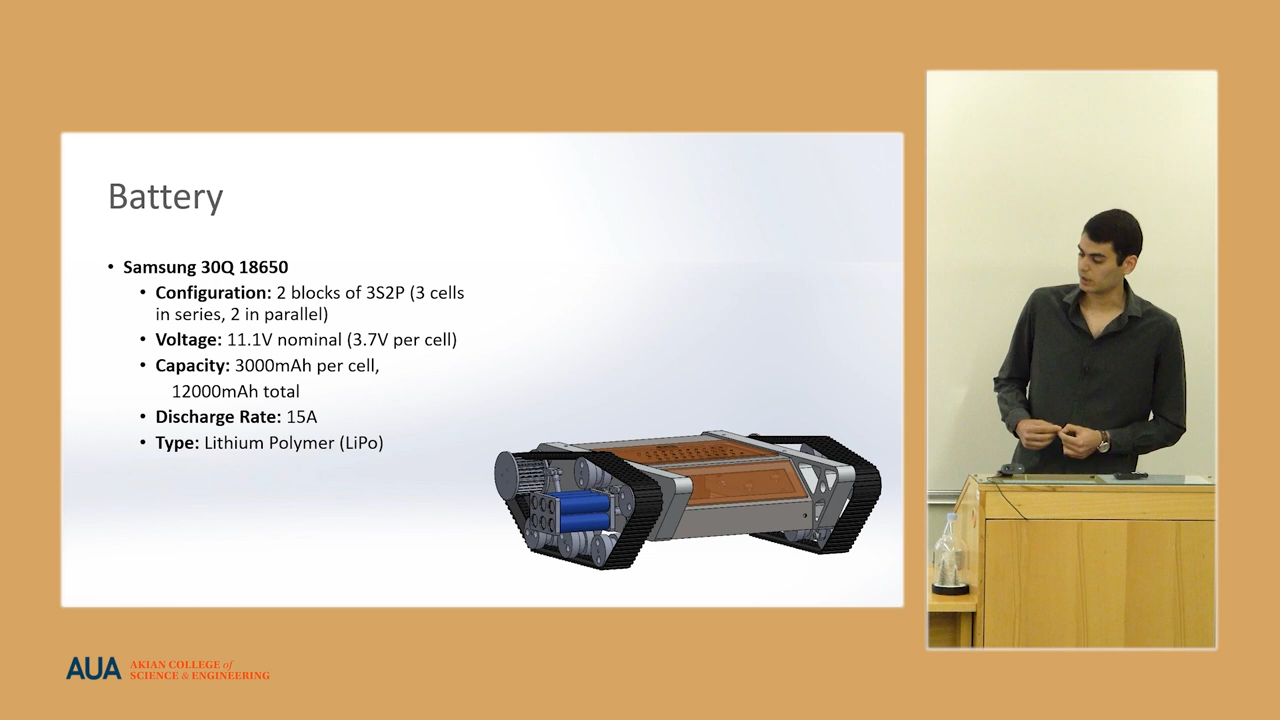 Battery
• Samsung 30Q 18650
• Configuration: 2 blocks of 3S2P (3 cells
in series, 2 in parallel)
• Voltage: 11.1V nominal (3.7V per cell)
• Capacity: 3000mAh per cell,
12000mAh total
• Discharge Rate: 15A
• Type: Lithium Polymer (LiPo)
AUA AKIAN COLLEGE of
SCIENCE & ENGINEERING